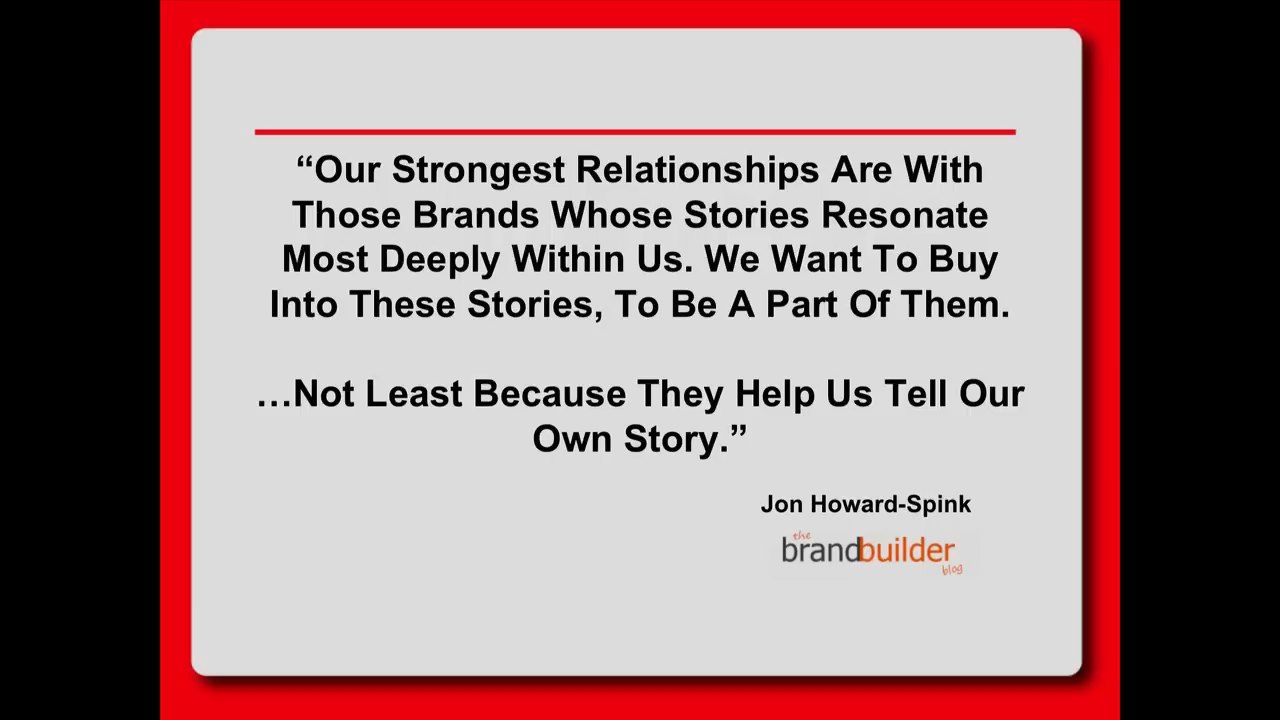 “Our Strongest Relationships Are With
Those Brands Whose Stories Resonate
Most Deeply Within Us. We Want To Buy
Into These Stories, To Be A Part Of Them.
…Not Least Because They Help Us Tell Our
Own Story.”
Jon Howard-Spink
the
brandbuilder
blog